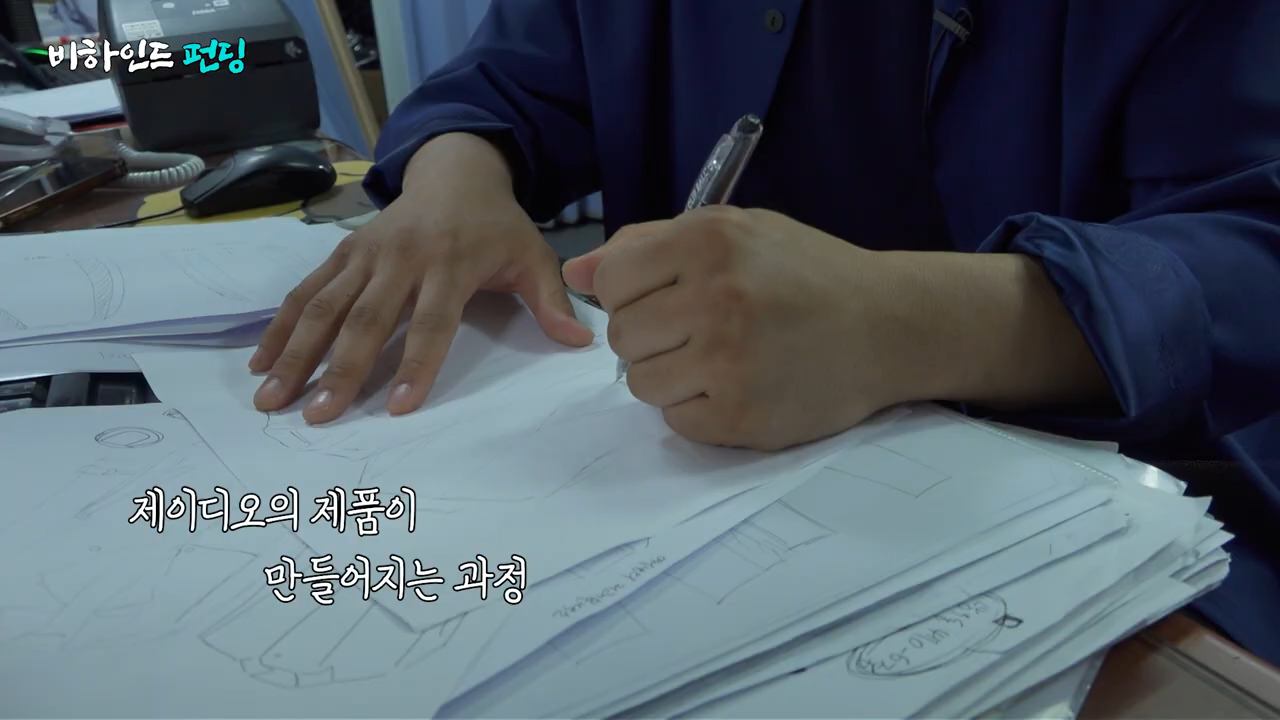 비하인드 펀딩
제이디오의 제품이
만들어지는 과정